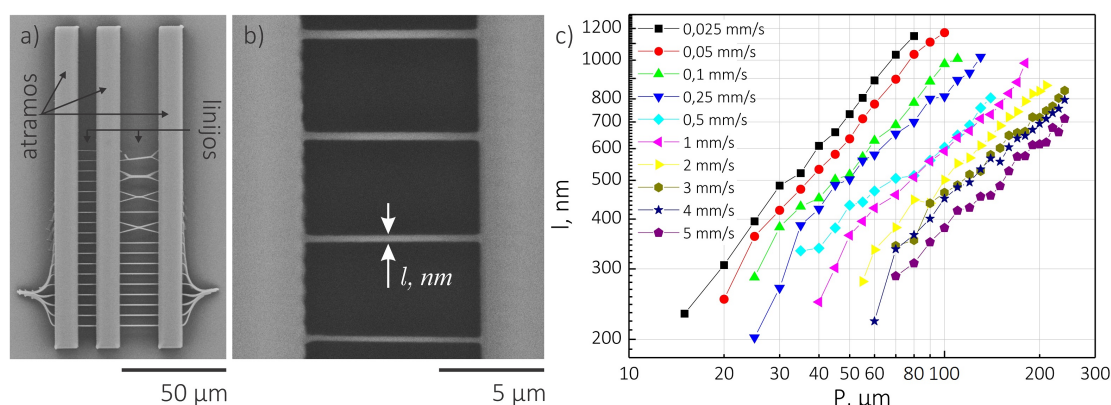 a)
atramos
linijos
50 µm
b)
l, nm
5 µm
c)
l, nm
1200
1000
800
700
600
500
400
300
200
0,025 mm/s
0,05 mm/s
0,1 mm/s
0,25 mm/s
0,5 mm/s
1 mm/s
2 mm/s
3 mm/s
4 mm/s
5 mm/s
10 20 30 40 50 60 80 100 200 300
P, µm